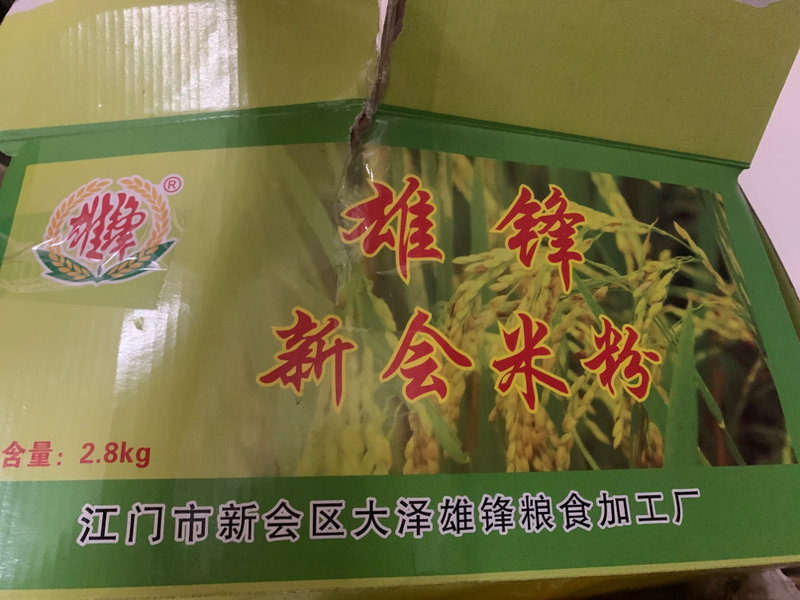 雄锋
®
雄锋
新会米粉
含量：2.8kg
江门市新会区大泽雄锋粮食加工厂